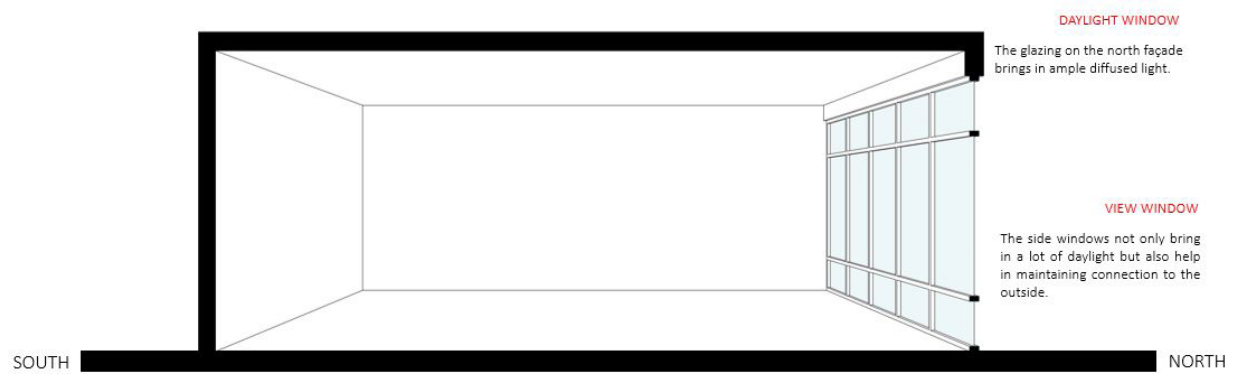 DAYLIGHT WINDOW
The glazing on the north façade
brings in ample diffused light.
VIEW WINDOW
The side windows not only bring
in a lot of daylight but also help
in maintaining connection to the
outside.
SOUTH
NORTH